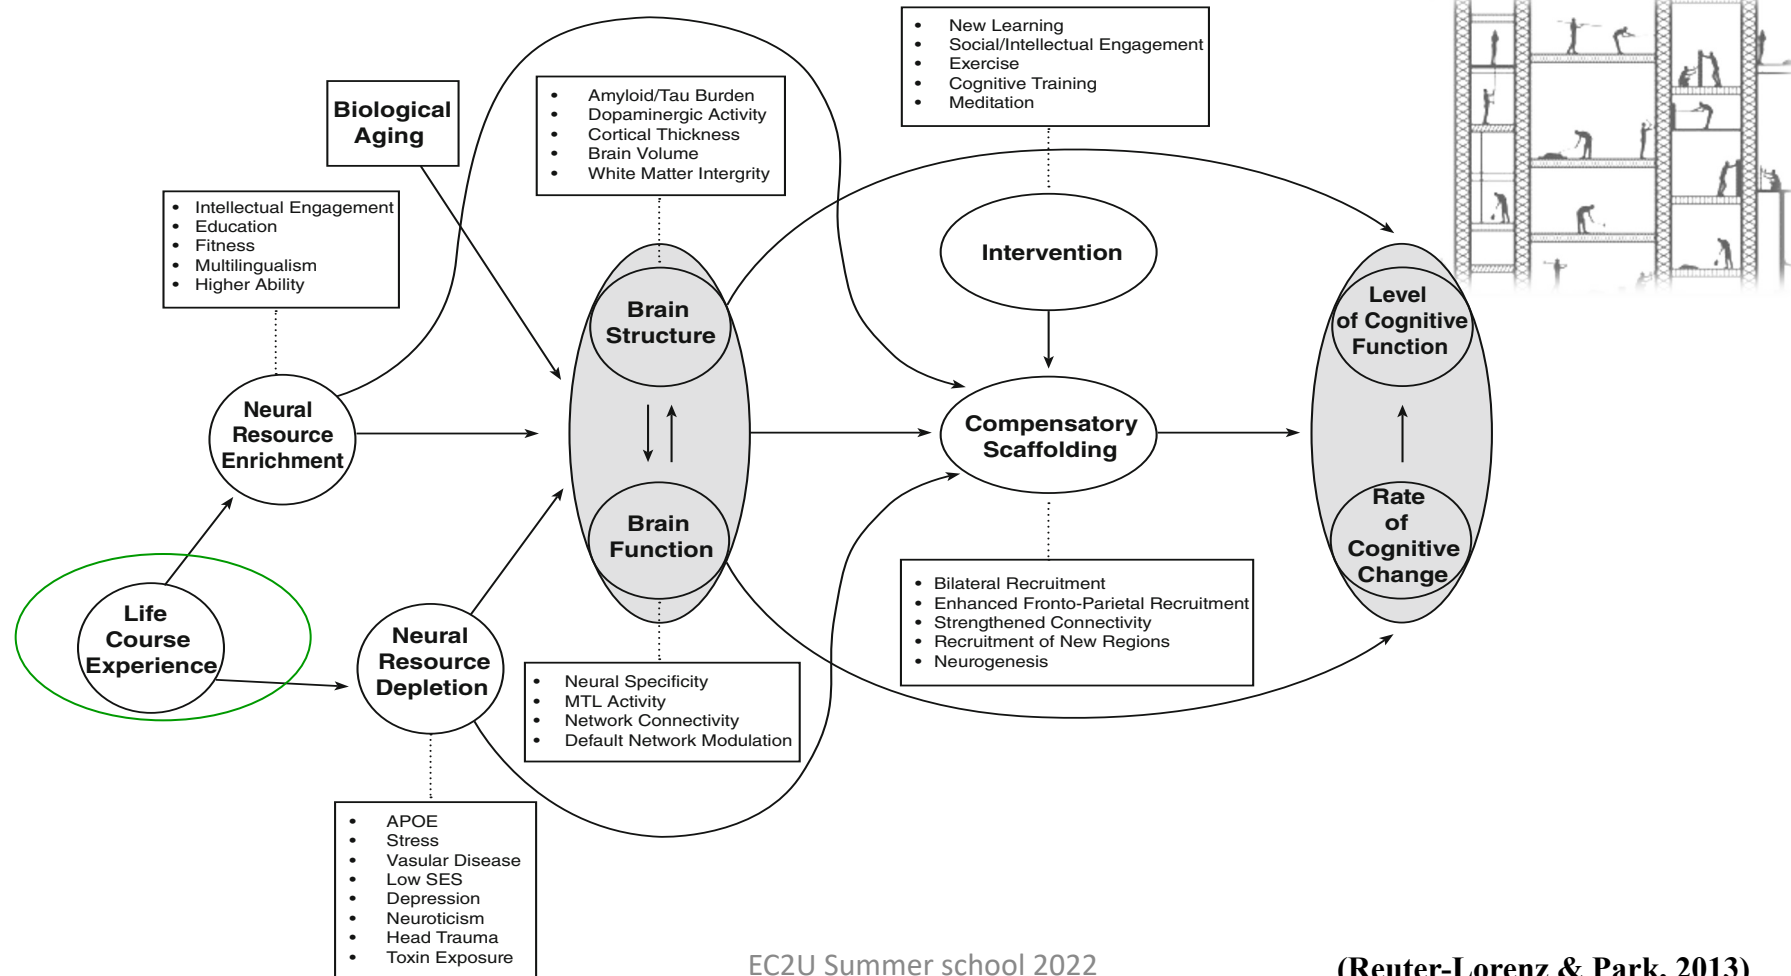 • New Learning
• Social/Intellectual Engagement
• Exercise
• Cognitive Training
• Meditation
Biological
Aging
• Amyloid/Tau Burden
• Dopaminergic Activity
• Cortical Thickness
• Brain Volume
• White Matter Intergrity
• Intellectual Engagement
• Education
• Fitness
• Multilingualism
• Higher Ability
Intervention
Brain
Structure
Level
of Cognitive
Function
Neural
Resource
Enrichment
Compensatory
Scaffolding
Brain
Function
Rate
of
Cognitive
Change
Life
Course
Experience
Neural
Resource
Depletion
• Bilateral Recruitment
• Enhanced Fronto-Parietal Recruitment
• Strengthened Connectivity
• Recruitment of New Regions
• Neurogenesis
• Neural Specificity
• MTL Activity
• Network Connectivity
• Default Network Modulation
• APOE
• Stress
• Vasular Disease
• Low SES
• Depression
• Neuroticism
• Head Trauma
• Toxin Exposure
EC2U Summer school 2022
(Reuter-Lorenz & Park, 2013)